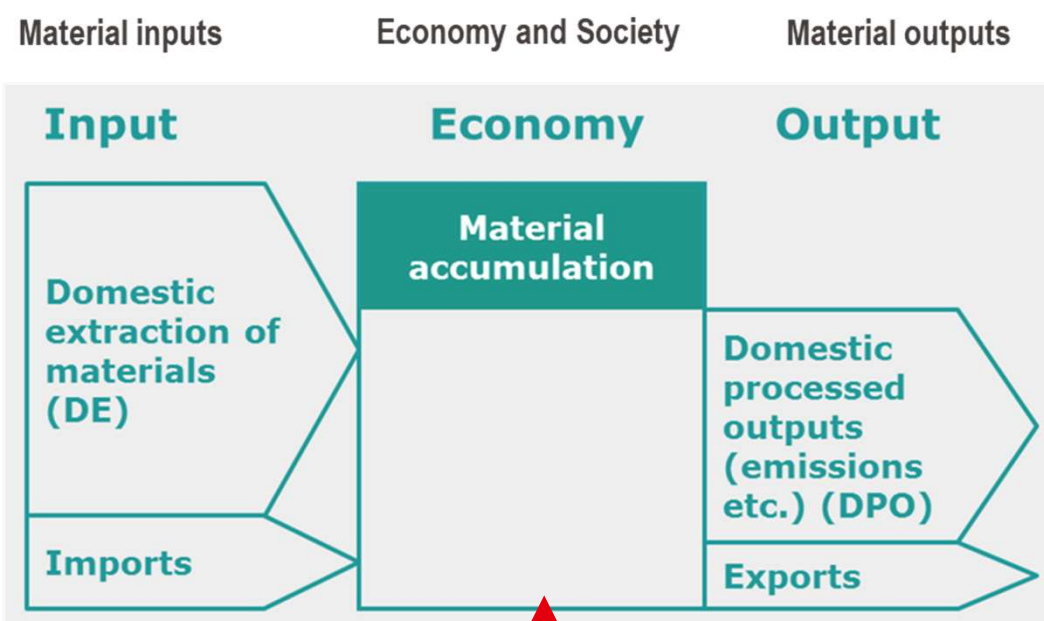 Material inputs
Economy and Society
Material outputs
Input
Economy
Output
Domestic
extraction of
materials
(DE)
Imports
Material
accumulation
Domestic
processed
outputs
(emissions
etc.) (DPO)
Exports